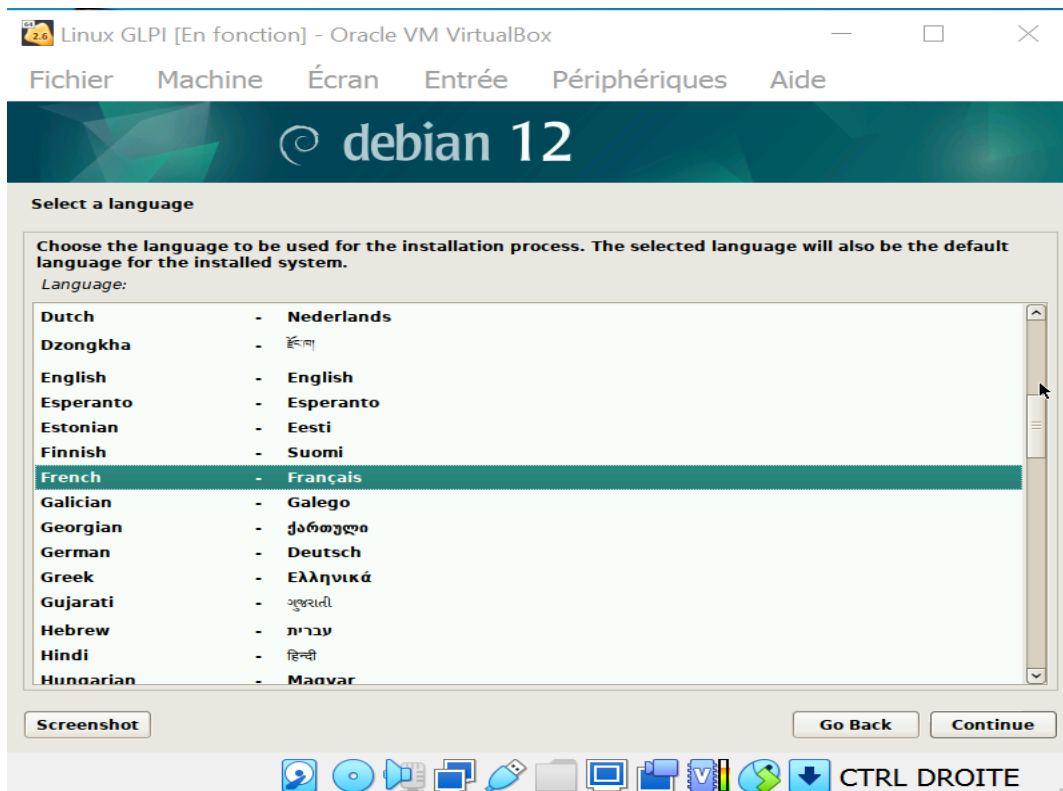 64
2.6
Linux GLPI [En fonction] - Oracle VM VirtualBox
Fichier Machine Écran Entrée Périphériques Aide
debian 12
Select a language
Choose the language to be used for the installation process. The selected language will also be the default
language for the installed system.
Language:
Dutch - Nederlands
Dzongkha - རྫོང་ཁ།
English - English
Esperanto - Esperanto
Estonian - Eesti
Finnish - Suomi
French - Français
Galician - Galego
Georgian - ქართული
German - Deutsch
Greek - Ελληνικά
Gujarati - ગુજરાતી
Hebrew - עברית
Hindi - हिन्दी
Hungarian - Magyar
Screenshot Go Back Continue
V
CTRL DROITE